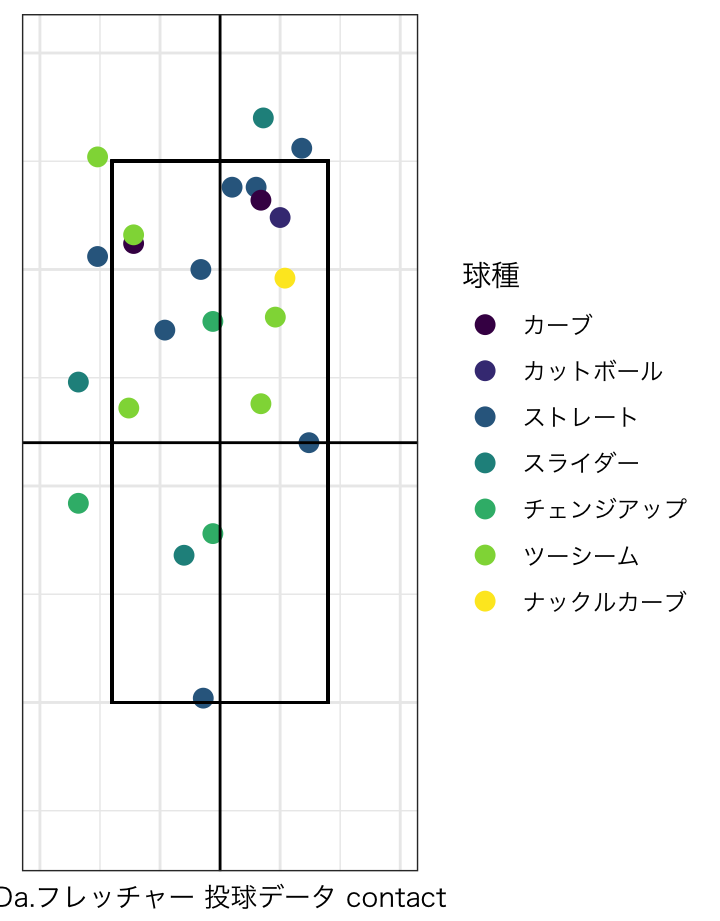 球種
カーブ
カットボール
ストレート
スライダー
チェンジアップ
ツーシーム
ナックルカーブ
Da.フレッチャー 投球データ contact